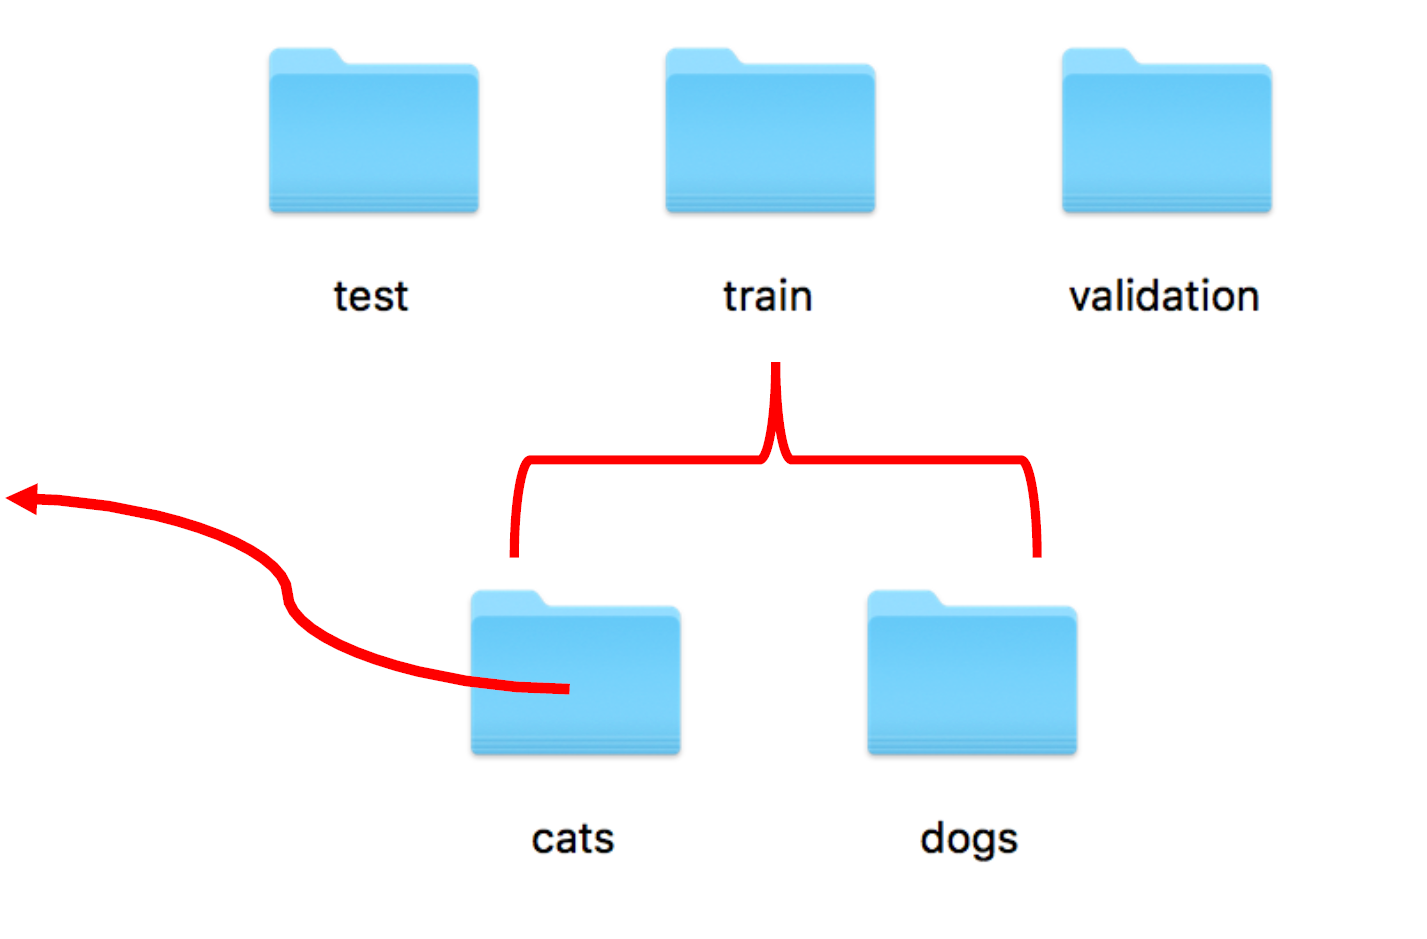 test
train
validation
cats
dogs